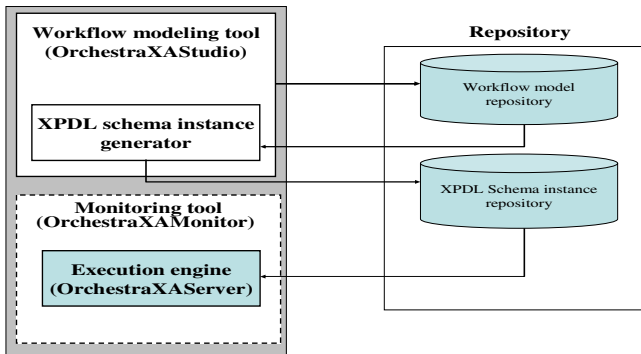 Workflow modeling tool
(OrchestraXAStudio)
XPDL schema instance
generator
Monitoring tool
(OrchestraXAMonitor)
Execution engine
(OrchestraXAServer)
Repository
Workflow model
repository
XPDL Schema instance
repository